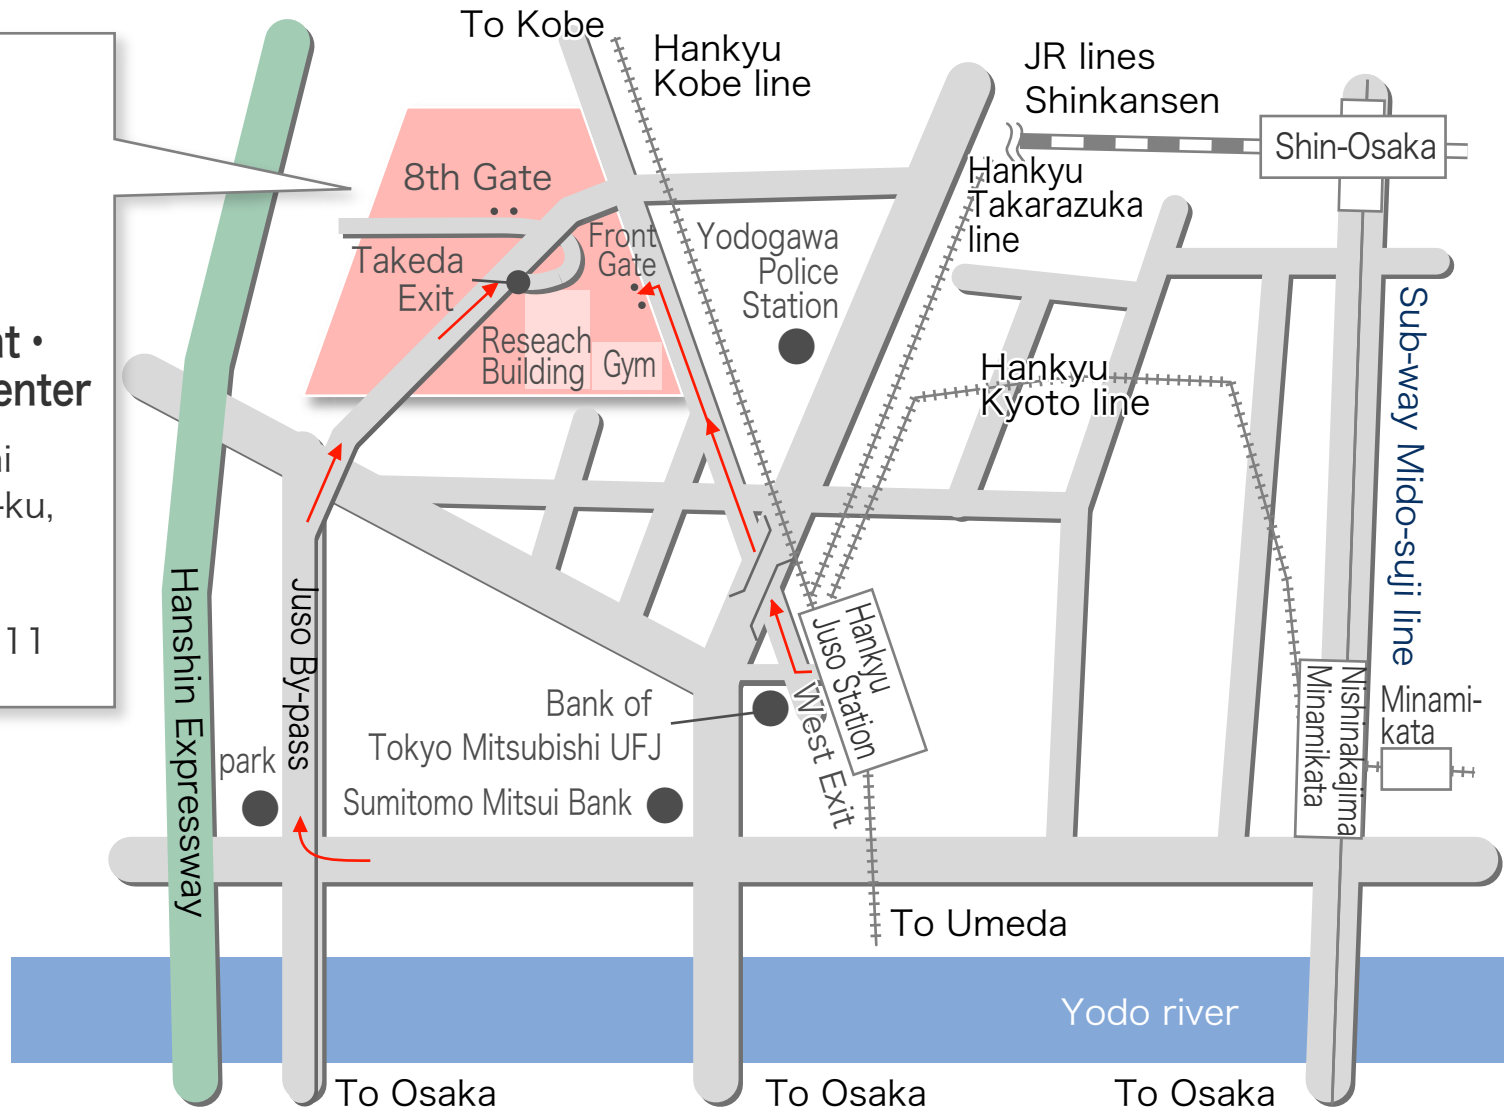 To Kobe
Hankyu
Kobe line
JR lines
Shinkansen
Shin-Osaka
8th Gate
Hankyu
Takarazuka
line
Front
Gate
Yodogawa
Police
Station
Takeda
Exit
Reseach
Building
Gym
Hankyu
Kyoto line
Sub-way Mido-suji line
11
-ku,
enter
Hanshin Expressway
Juso By-pass
Hankyu
Juso Station
West Exit
Bank of
Tokyo Mitsubishi UFJ
Sumitomo Mitsui Bank
park
Nishinakajima
Minamikata
Minami-
kata
To Umeda
Yodo river
To Osaka
To Osaka
To Osaka